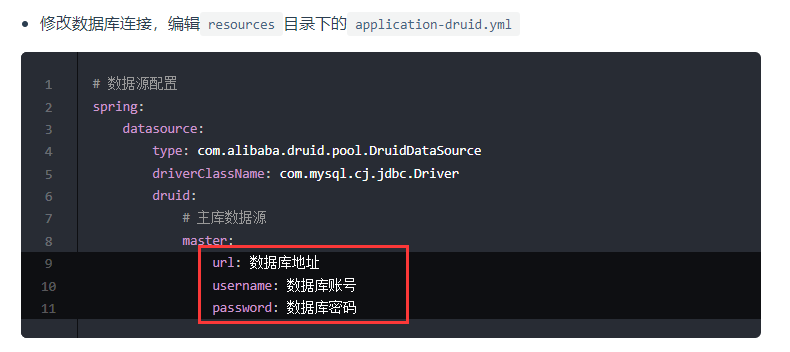 修改数据库连接，编辑 resources 目录下的 application-druid.yml
1 # 数据源配置
2 spring:
3 datasource:
4 type: com.alibaba.druid.pool.DruidDataSource
5 driverClassName: com.mysql.cj.jdbc.Driver
6 druid:
7 # 主库数据源
8 master:
9 url: 数据库地址
10 username: 数据库账号
11 password: 数据库密码